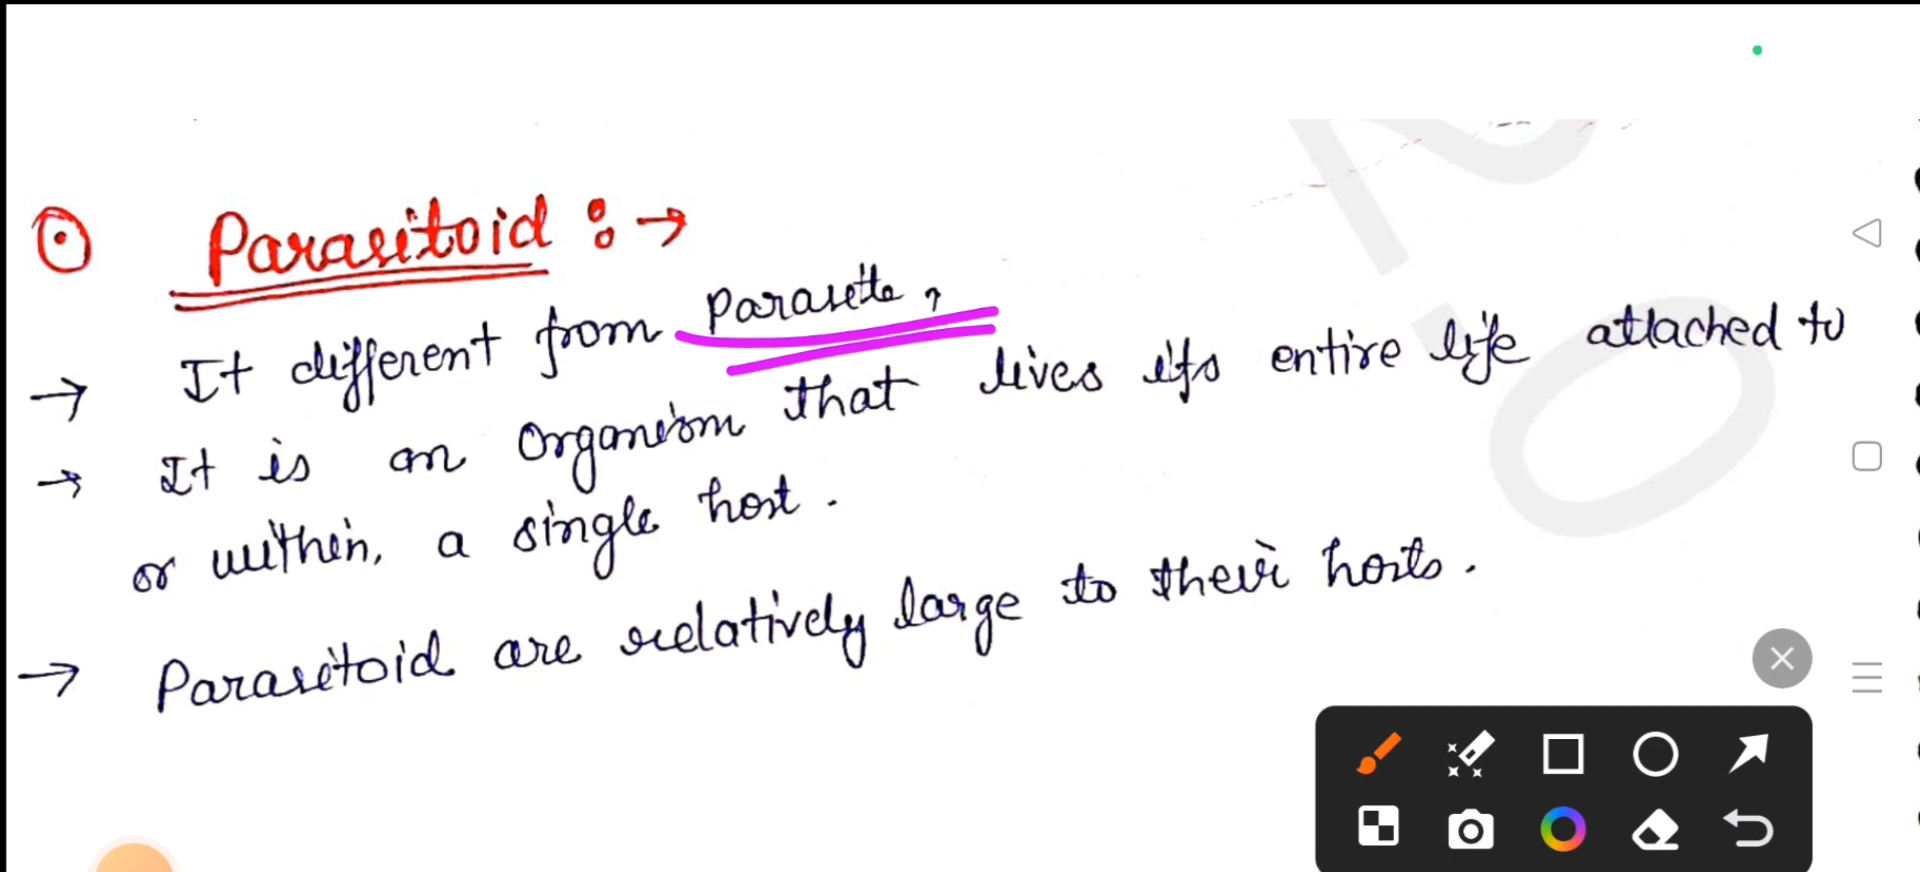 Parasitoid :→
→ It different from Parasite,
→ It is an Organism that lives its entire life attached to
or within, a single host.
→ Parasitoid are relatively large to their hosts.